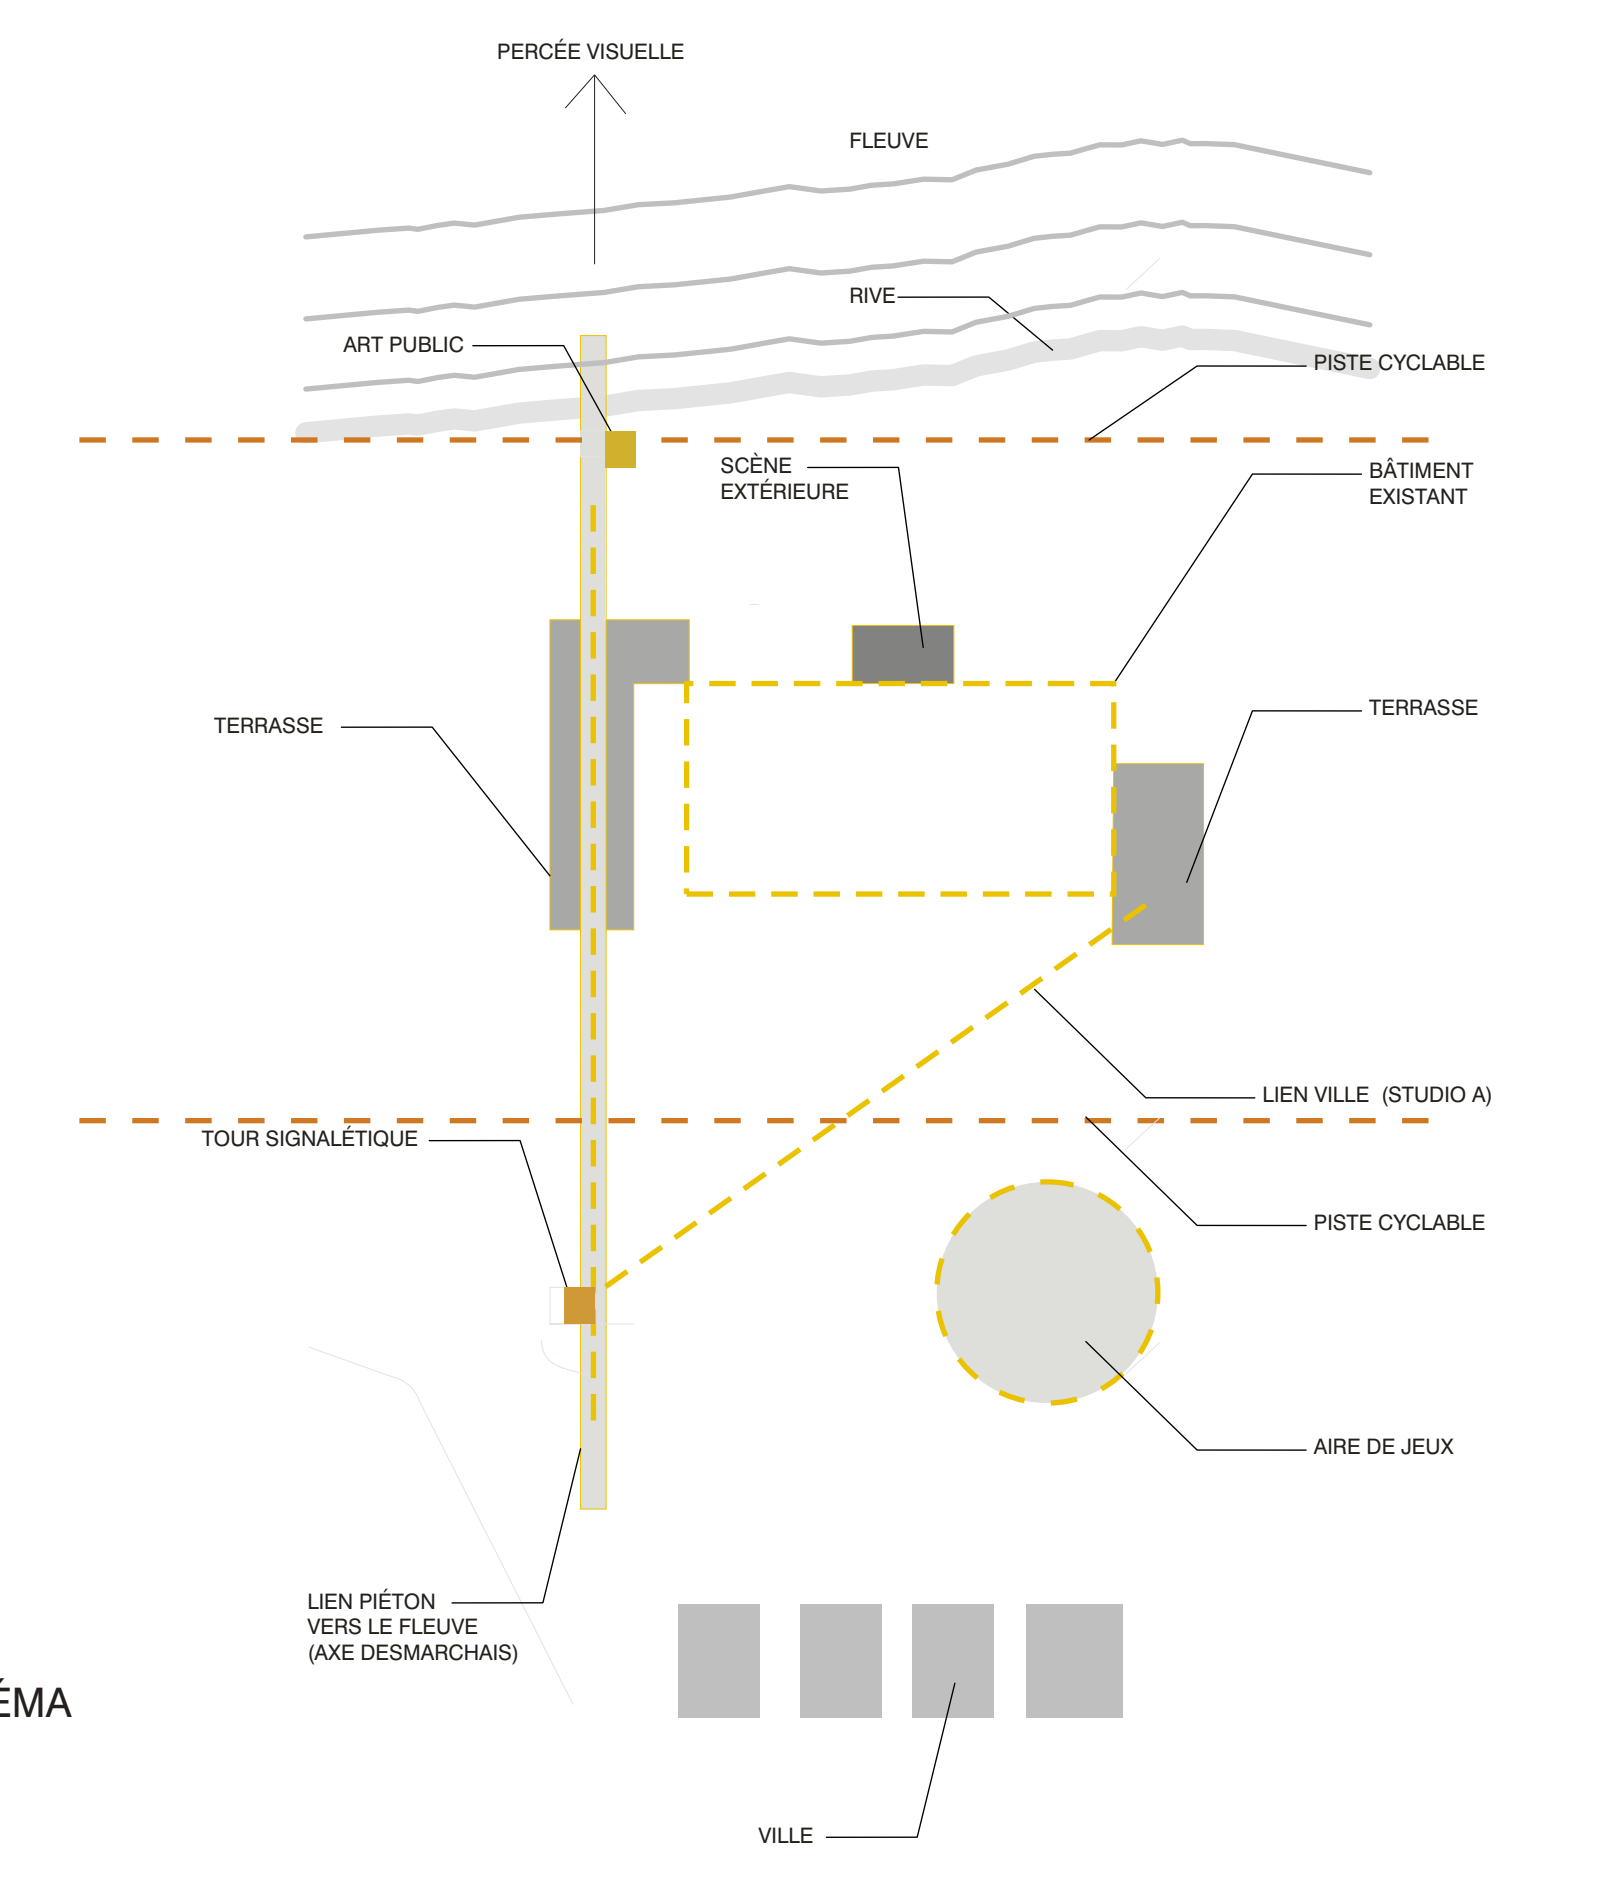 PERCÉE VISUELLE
FLEUVE
RIVE
ART PUBLIC
PISTE CYCLABLE
SCÈNE
EXTÉRIEURE
BÂTIMENT
EXISTANT
TERRASSE
TERRASSE
LIEN VILLE (STUDIO A)
TOUR SIGNALÉTIQUE
PISTE CYCLABLE
AIRE DE JEUX
LIEN PIÉTON
VERS LE FLEUVE
(AXE DESMARCHAIS)
ÉMA
VILLE